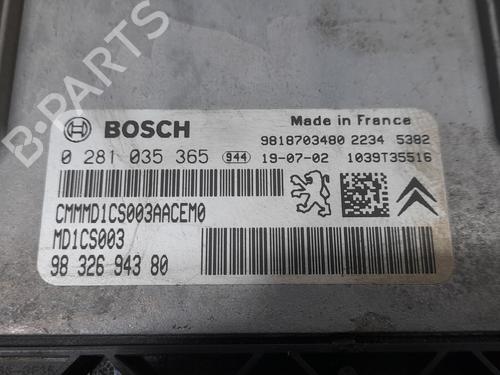 B-PARTS
BOSCH
Made in France
9818703480 2234 5382
0 281 035 365 944 19-07-02 1039T35516
CMMMD1CS003AACEM0
MD1CS003
98 326 943 80